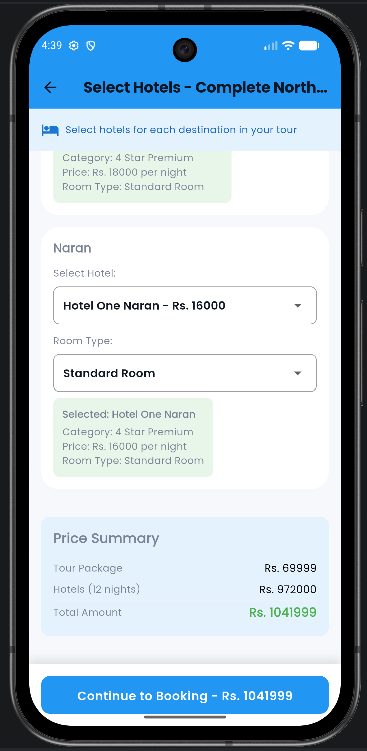 4:39
Select Hotels - Complete North...
Select hotels for each destination in your tour
Category: 4 Star Premium
Price: Rs. 18000 per night
Room Type: Standard Room
Naran
Select Hotel:
Hotel One Naran - Rs. 16000
Room Type:
Standard Room
Selected: Hotel One Naran
Category: 4 Star Premium
Price: Rs. 16000 per night
Room Type: Standard Room
Price Summary
Tour Package Rs. 69999
Hotels (12 nights) Rs. 972000
Total Amount Rs. 1041999
Continue to Booking - Rs. 1041999